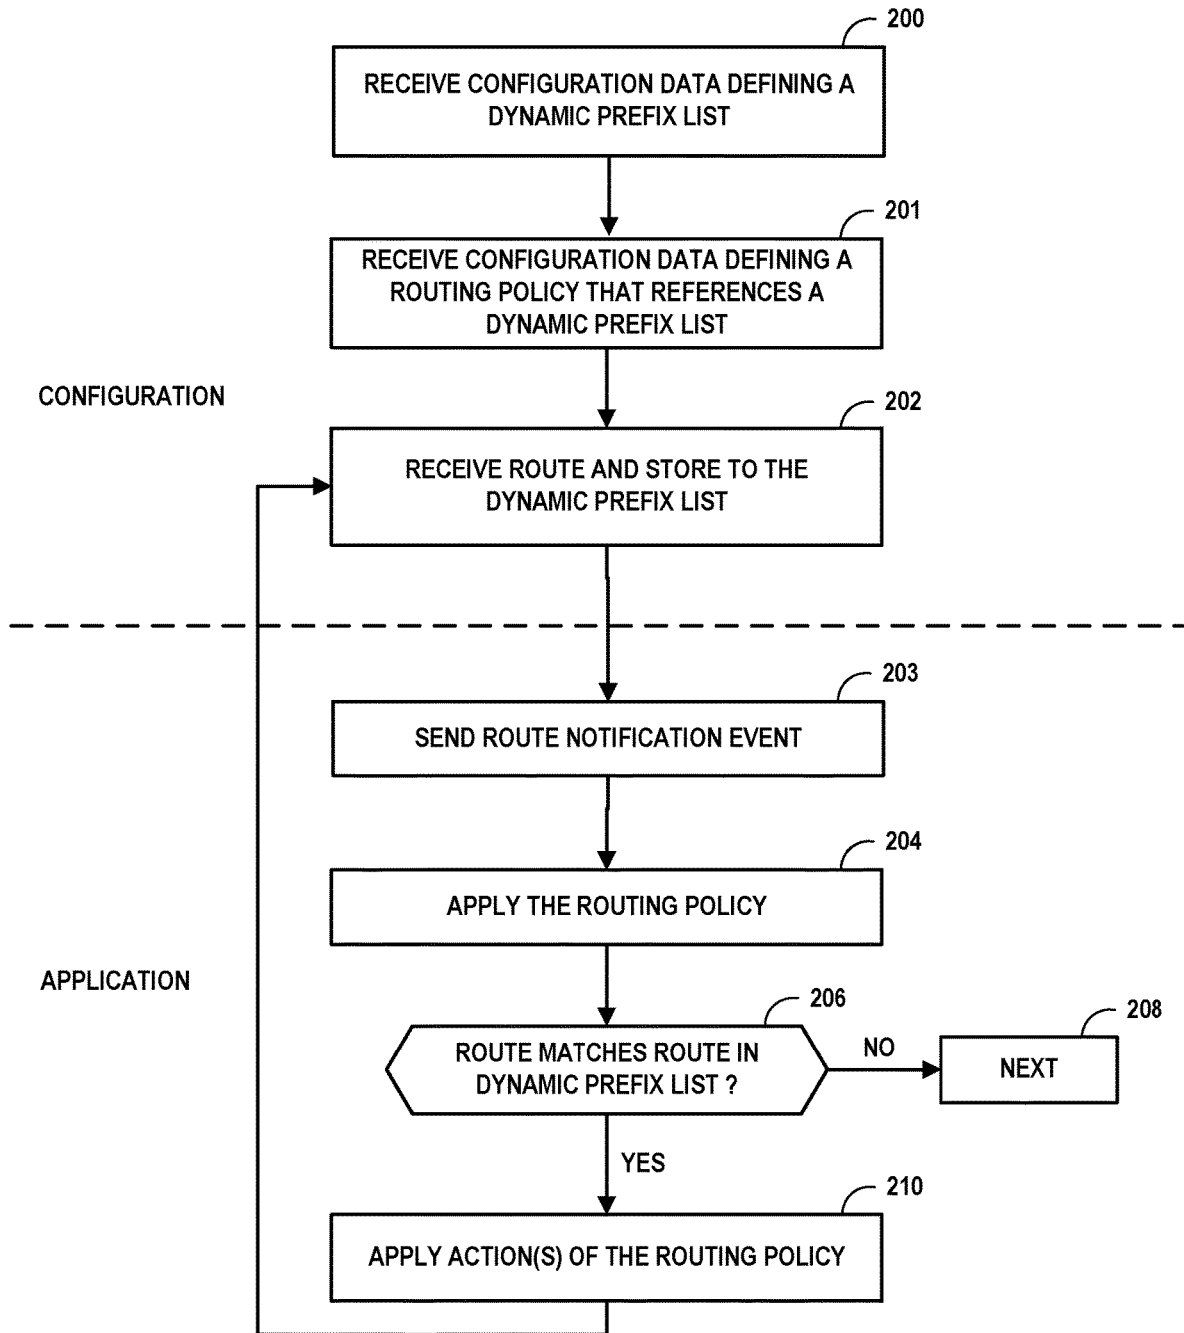 200
RECEIVE CONFIGURATION DATA DEFINING A
DYNAMIC PREFIX LIST
201
RECEIVE CONFIGURATION DATA DEFINING A
ROUTING POLICY THAT REFERENCES A
DYNAMIC PREFIX LIST
CONFIGURATION
202
RECEIVE ROUTE AND STORE TO THE
DYNAMIC PREFIX LIST
203
SEND ROUTE NOTIFICATION EVENT
204
APPLY THE ROUTING POLICY
APPLICATION
206
ROUTE MATCHES ROUTE IN
DYNAMIC PREFIX LIST ?
NO
208
NEXT
YES
210
APPLY ACTION(S) OF THE ROUTING POLICY